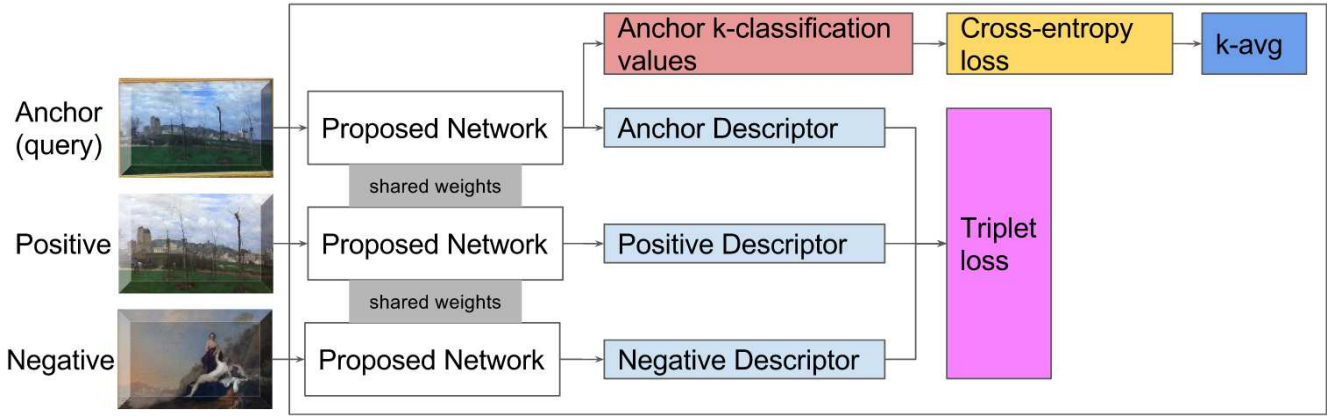 Anchor k-classification
values
Cross-entropy
loss
k-avg
Anchor
(query)
Proposed Network
Anchor Descriptor
shared weights
Positive
Proposed Network
Positive Descriptor
Triplet
loss
shared weights
Negative
Proposed Network
Negative Descriptor